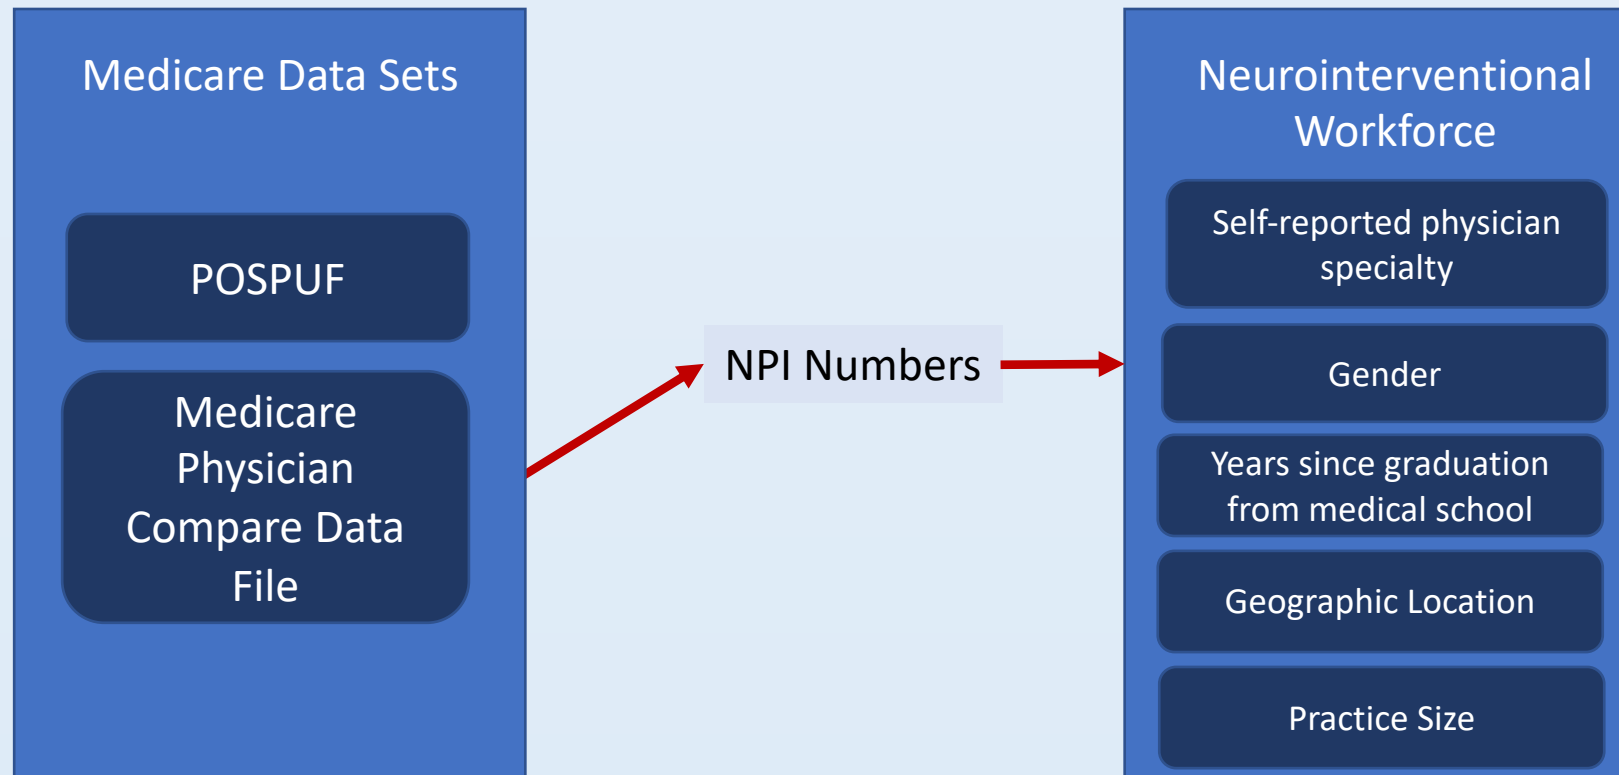 Medicare Data Sets
POSPUF
Medicare
Physician
Compare Data
File
NPI Numbers
Neurointerventional
Workforce
Self-reported physician
specialty
Gender
Years since graduation
from medical school
Geographic Location
Practice Size